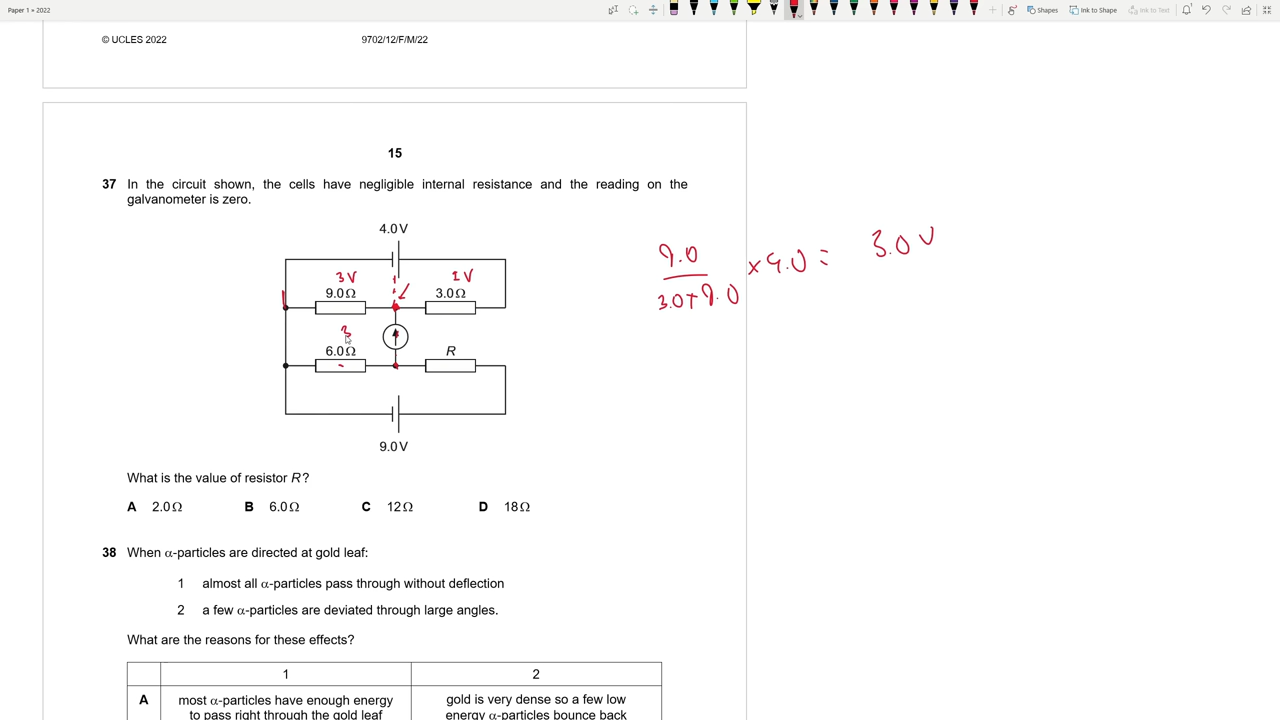 Paper 1 » 2022
Shapes
Ink to Shape
Ink to Text
© UCLES 2022
9702/12/F/M/22
15
37 In the circuit shown, the cells have negligible internal resistance and the reading on the
galvanometer is zero.
4.0 V
3V
1V
9.0 Ω
3.0 Ω
9.0
3.0+9.0
×4.0 =
3.0 V
3
6.0 Ω
R
9.0 V
What is the value of resistor R?
A 2.0 Ω B 6.0 Ω C 12 Ω D 18 Ω
38 When α-particles are directed at gold leaf:
1 almost all α-particles pass through without deflection
2 a few α-particles are deviated through large angles.
What are the reasons for these effects?
1 2
A
most α-particles have enough energy
to pass right through the gold leaf
gold is very dense so a few low
energy α-particles bounce back